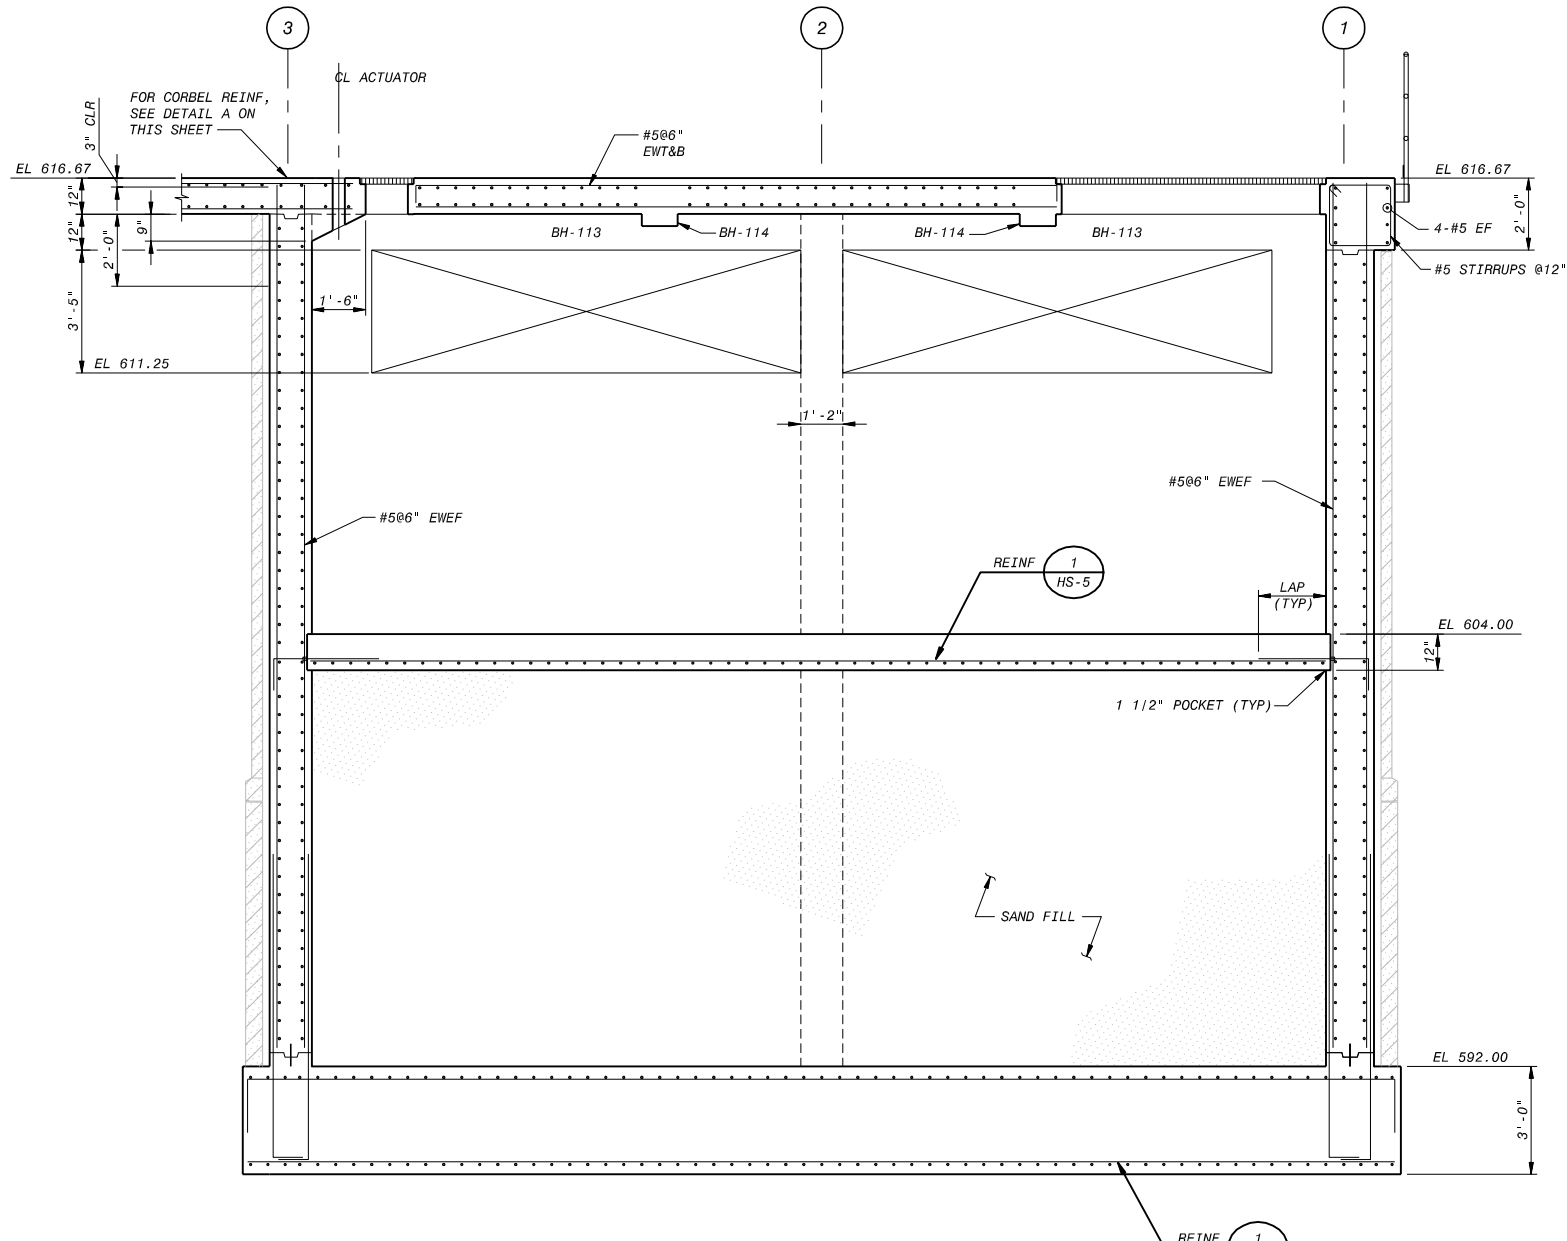 3
2
1
CL ACTUATOR
FOR CORBEL REINF,
SEE DETAIL A ON
THIS SHEET
3" CLR
#5@6"
EWT&B
EL 616.67
EL 616.67
12"
12"
9"
2'-0"
2'-0"
BH-113
BH-114
BH-114
BH-113
4-#5 EF
#5 STIRRUPS @12"
3'-5"
1'-6"
EL 611.25
1'-2"
#5@6" EWEF
#5@6" EWEF
REINF
1
HS-5
LAP
(TYP)
EL 604.00
12"
1 1/2" POCKET (TYP)
SAND FILL
EL 592.00
3'-0"
REINF
1